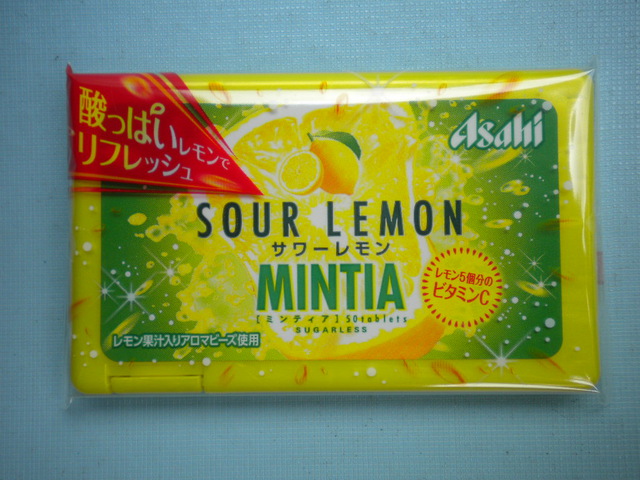 酸っぱい
レモンで
リフレッシュ
Asahi
SOUR LEMON
サワーレモン
MINTIA
[ミンティア] 50tablets
SUGARLESS
レモン5個分の
ビタミンC
レモン果汁入りアロマビーズ使用